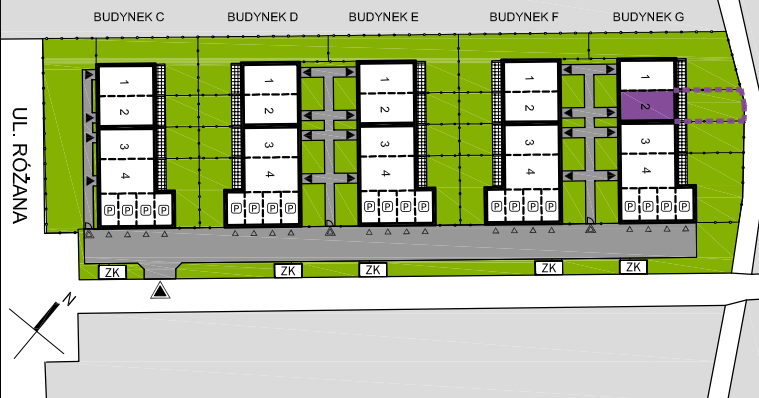 BUDYNEK C
BUDYNEK D
BUDYNEK E
BUDYNEK F
BUDYNEK G
UL. RÓŻANA
1
2
3
4
P P P P
1
2
3
4
P P P P
1
2
3
4
P P P P
1
2
3
4
P P P P
1
2
3
4
P P P P
ZK
ZK
ZK
ZK
ZK
N